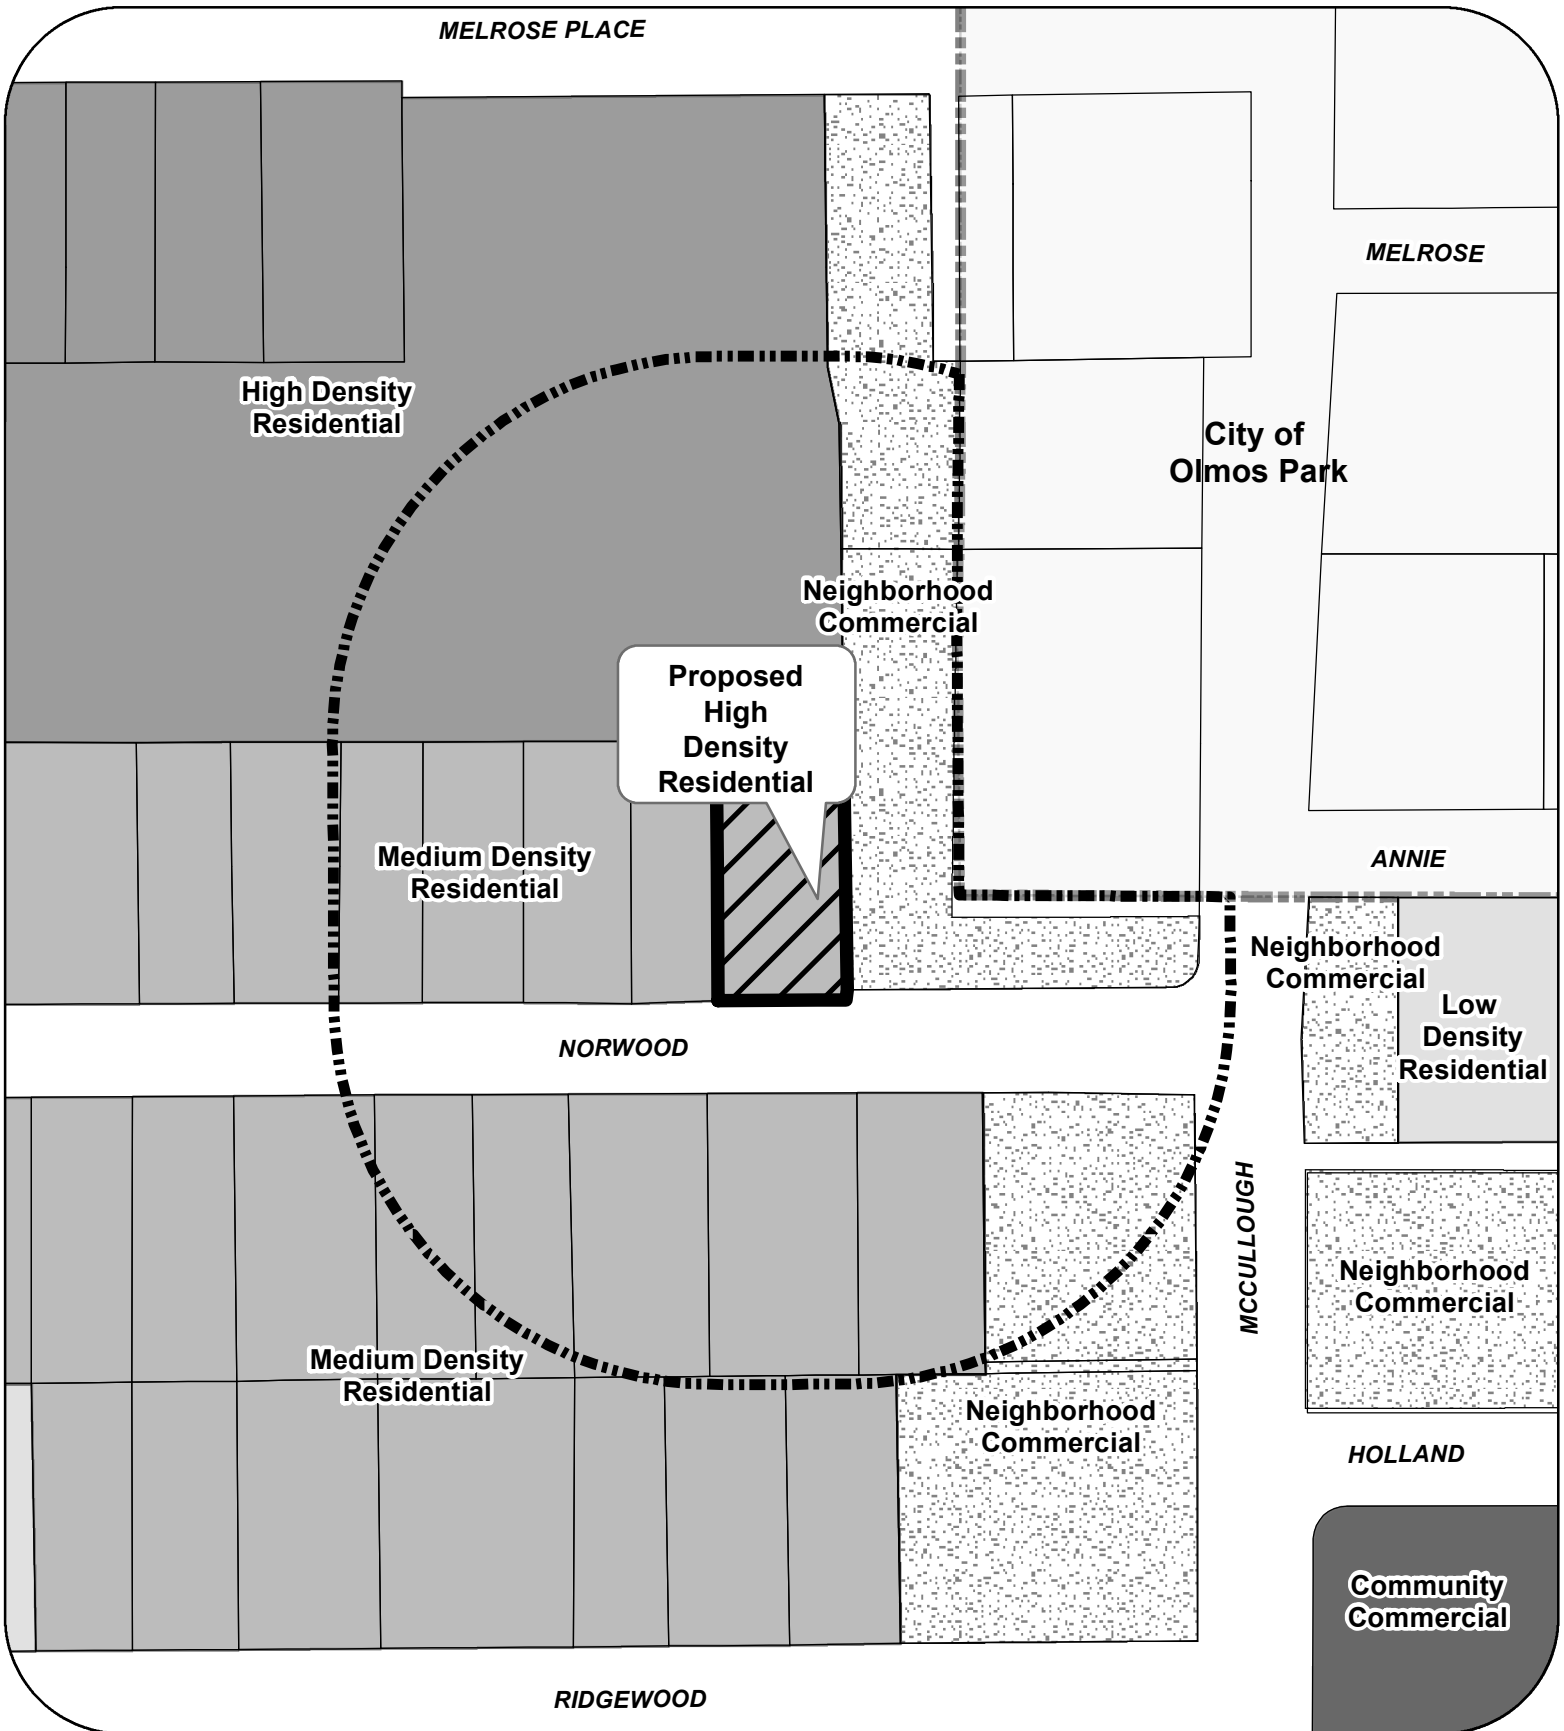 MELROSE PLACE
MELROSE
High Density
Residential
City of
Olmos Park
Neighborhood
Commercial
Proposed
High
Density
Residential
Medium Density
Residential
ANNIE
Neighborhood
Commercial
Low
Density
Residential
NORWOOD
MCCULLOUGH
Neighborhood
Commercial
Medium Density
Residential
Neighborhood
Commercial
HOLLAND
Community
Commercial
RIDGEWOOD